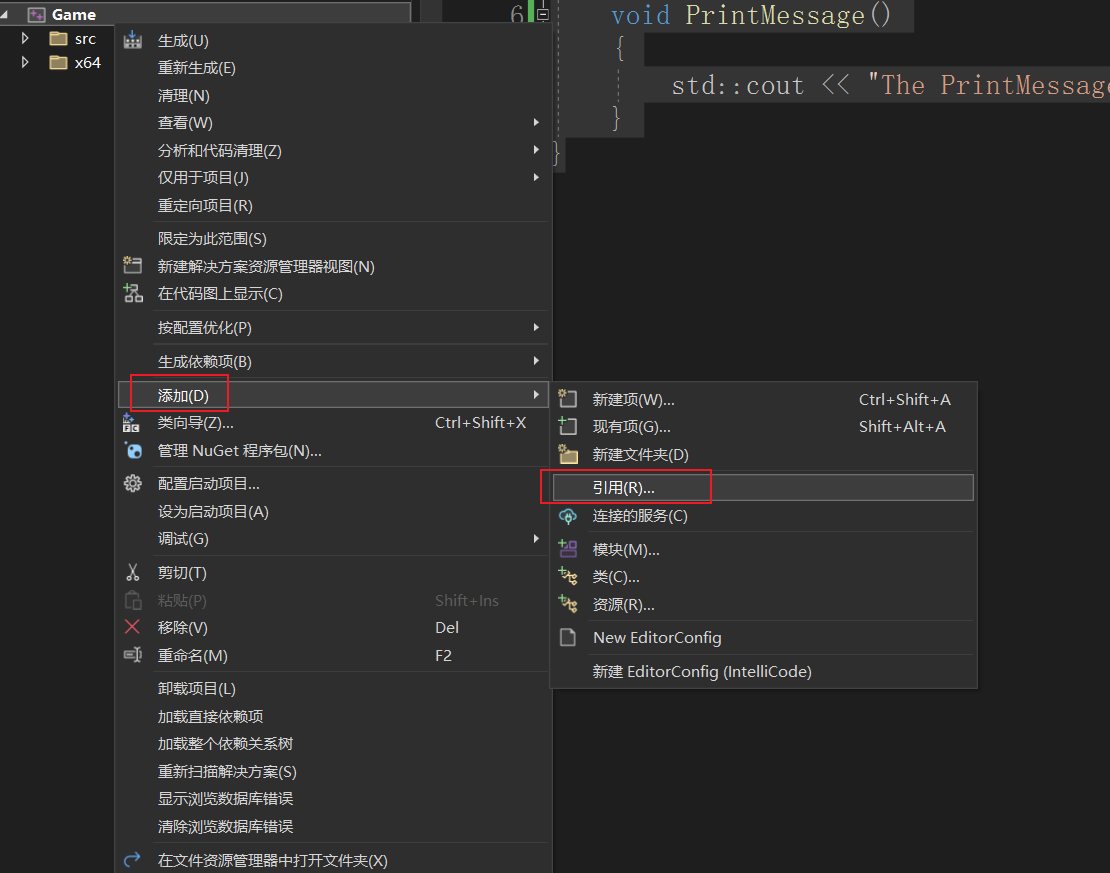 Game
src
x64
6
void PrintMessage()
{
std::cout << "The PrintMessag
}
}
生成(U)
重新生成(E)
清理(N)
查看(W)
分析和代码清理(Z)
仅用于项目(J)
重定向项目(R)
限定为此范围(S)
新建解决方案资源管理器视图(N)
在代码图上显示(C)
按配置优化(P)
生成依赖项(B)
添加(D)
类向导(Z)... Ctrl+Shift+X
管理 NuGet 程序包(N)...
配置启动项目...
设为启动项目(A)
调试(G)
剪切(T)
粘贴(P) Shift+Ins
移除(V) Del
重命名(M) F2
卸载项目(L)
加载直接依赖项
加载整个依赖关系树
重新扫描解决方案(S)
显示浏览数据库错误
清除浏览数据库错误
在文件资源管理器中打开文件夹(X)
新建项(W)... Ctrl+Shift+A
现有项(G)... Shift+Alt+A
新建文件夹(D)
引用(R)...
连接的服务(C)
模块(M)...
类(C)...
资源(R)...
New EditorConfig
新建 EditorConfig (IntelliCode)